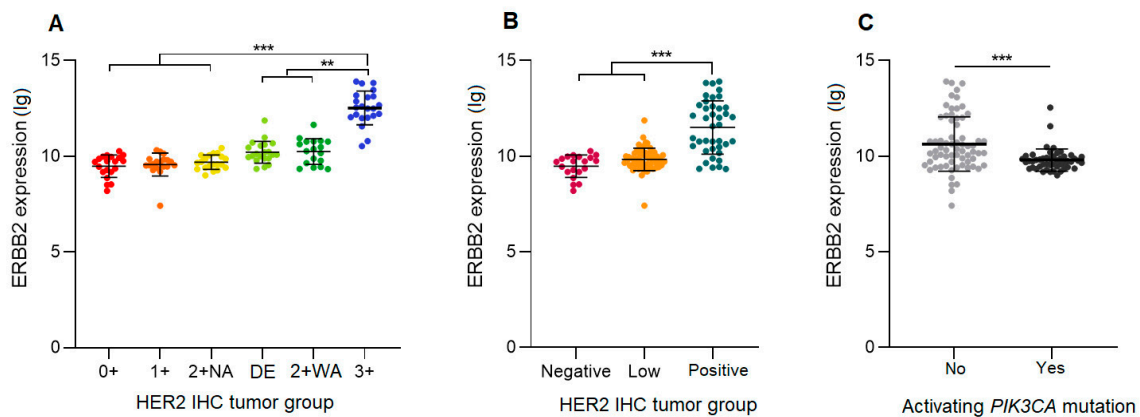 A
***
**
15
10
5
0
ERBB2 expression (lg)
0+ 1+ 2+NA DE 2+WA 3+
HER2 IHC tumor group
B
***
15
10
5
0
ERBB2 expression (lg)
Negative Low Positive
HER2 IHC tumor group
C
***
15
10
5
0
ERBB2 expression (lg)
No Yes
Activating PIK3CA mutation